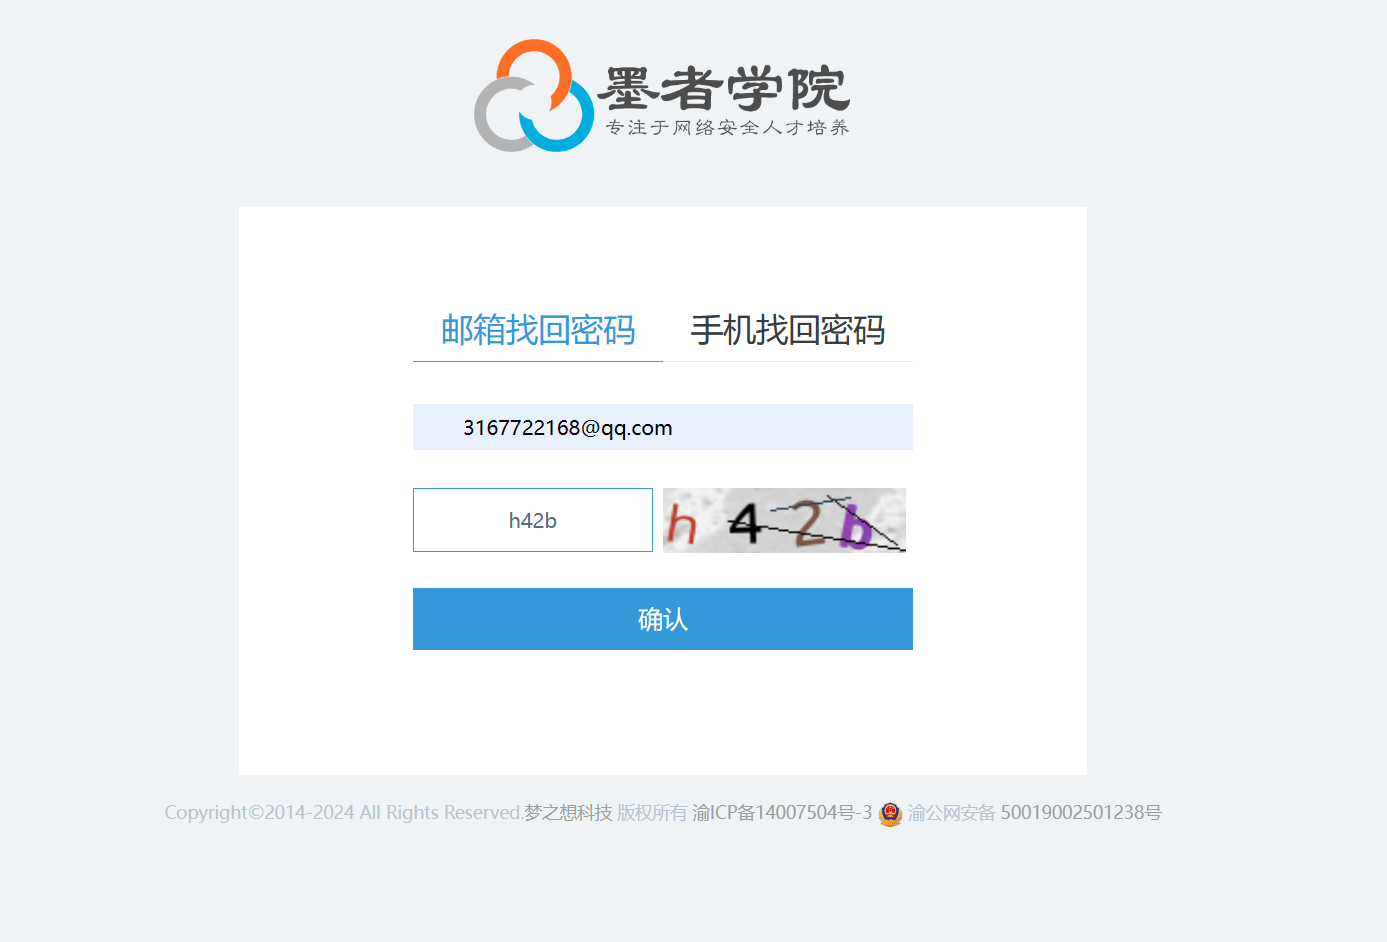 墨者学院
专注于网络安全人才培养
邮箱找回密码 手机找回密码
3167722168@qq.com
h42b h42b
确认
Copyright©2014-2024 All Rights Reserved.梦之想科技 版权所有 渝ICP备14007504号-3 渝公网安备 50019002501238号